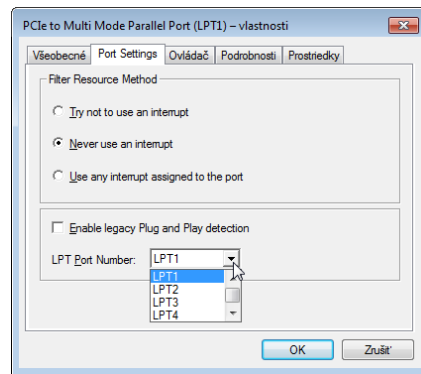 PCIe to Multi Mode Parallel Port (LPT1) – vlastnosti
Všeobecné Port Settings Ovládač Podrobnosti Prostriedky
Filter Resource Method
Try not to use an interrupt
Never use an interrupt
Use any interrupt assigned to the port
Enable legacy Plug and Play detection
LPT Port Number: LPT1
LPT1
LPT2
LPT3
LPT4
OK Zrušiť